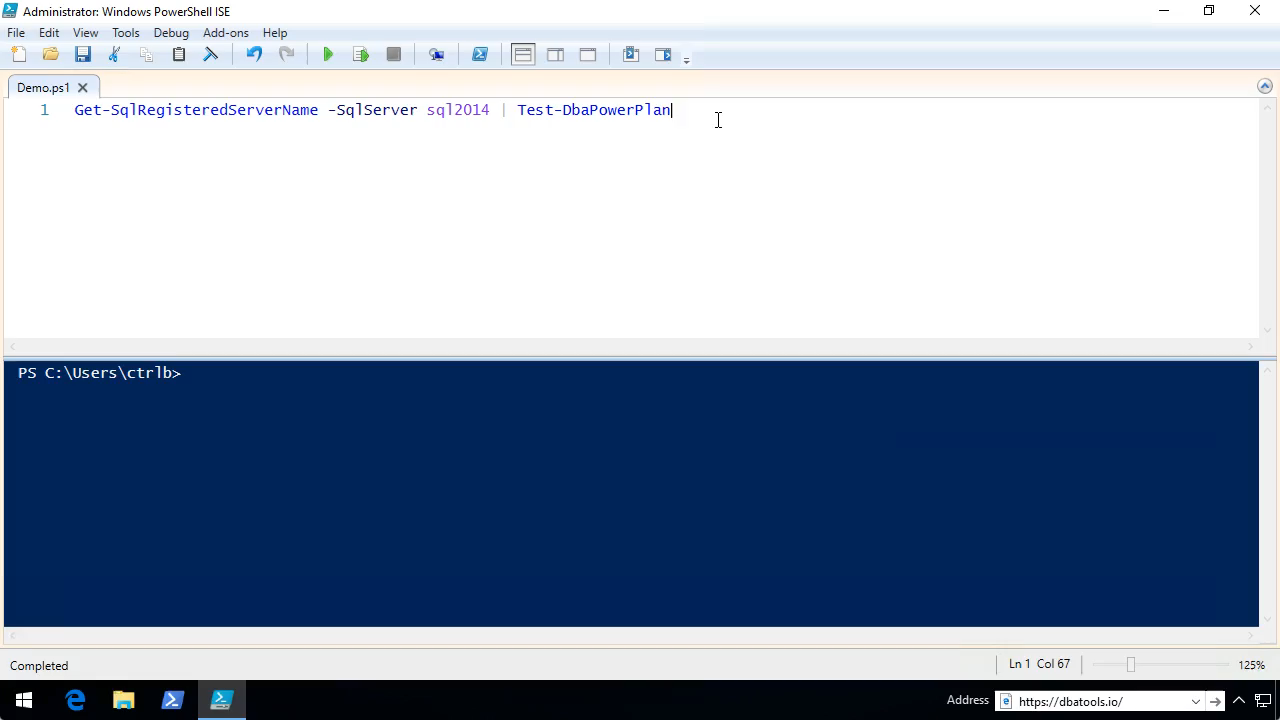 Administrator: Windows PowerShell ISE
File Edit View Tools Debug Add-ons Help
Demo.ps1
1 Get-SqlRegisteredServerName -SqlServer sql2014 | Test-DbaPowerPlan
PS C:\Users\ctrlb>
Completed
Ln 1 Col 67
125%
Address
https://dbatools.io/